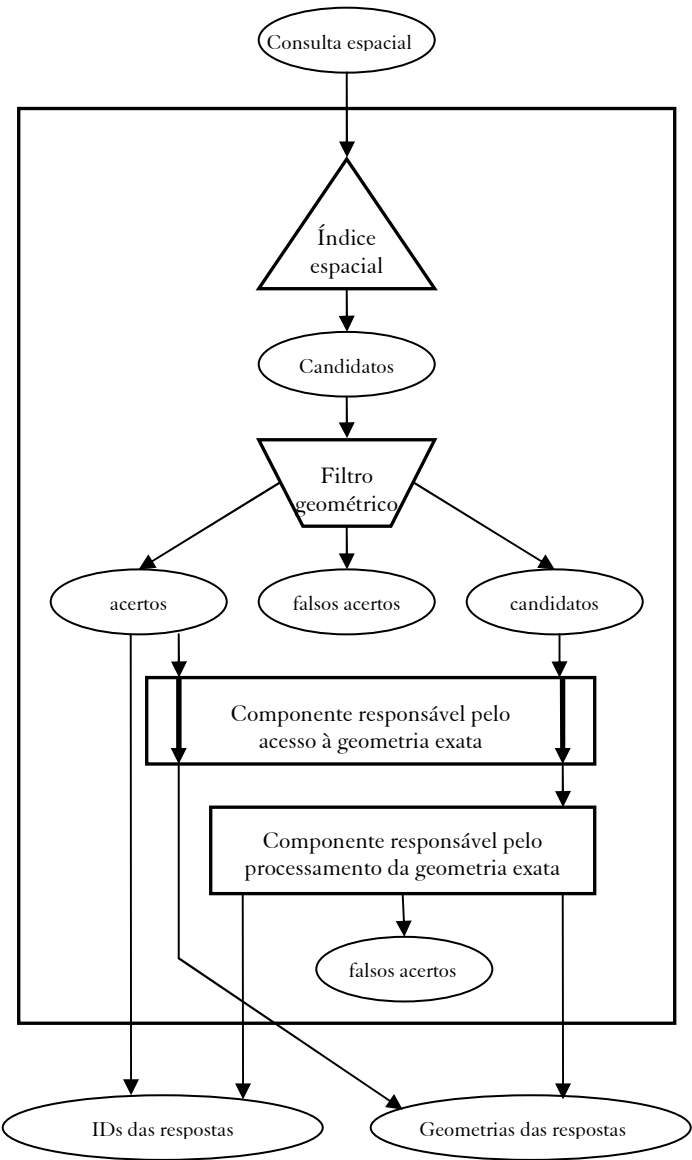 Consulta espacial
Índice
espacial
Candidatos
Filtro
geométrico
acertos
falsos acertos
candidatos
Componente responsável pelo
acesso à geometria exata
Componente responsável pelo
processamento da geometria exata
falsos acertos
IDs das respostas
Geometrias das respostas